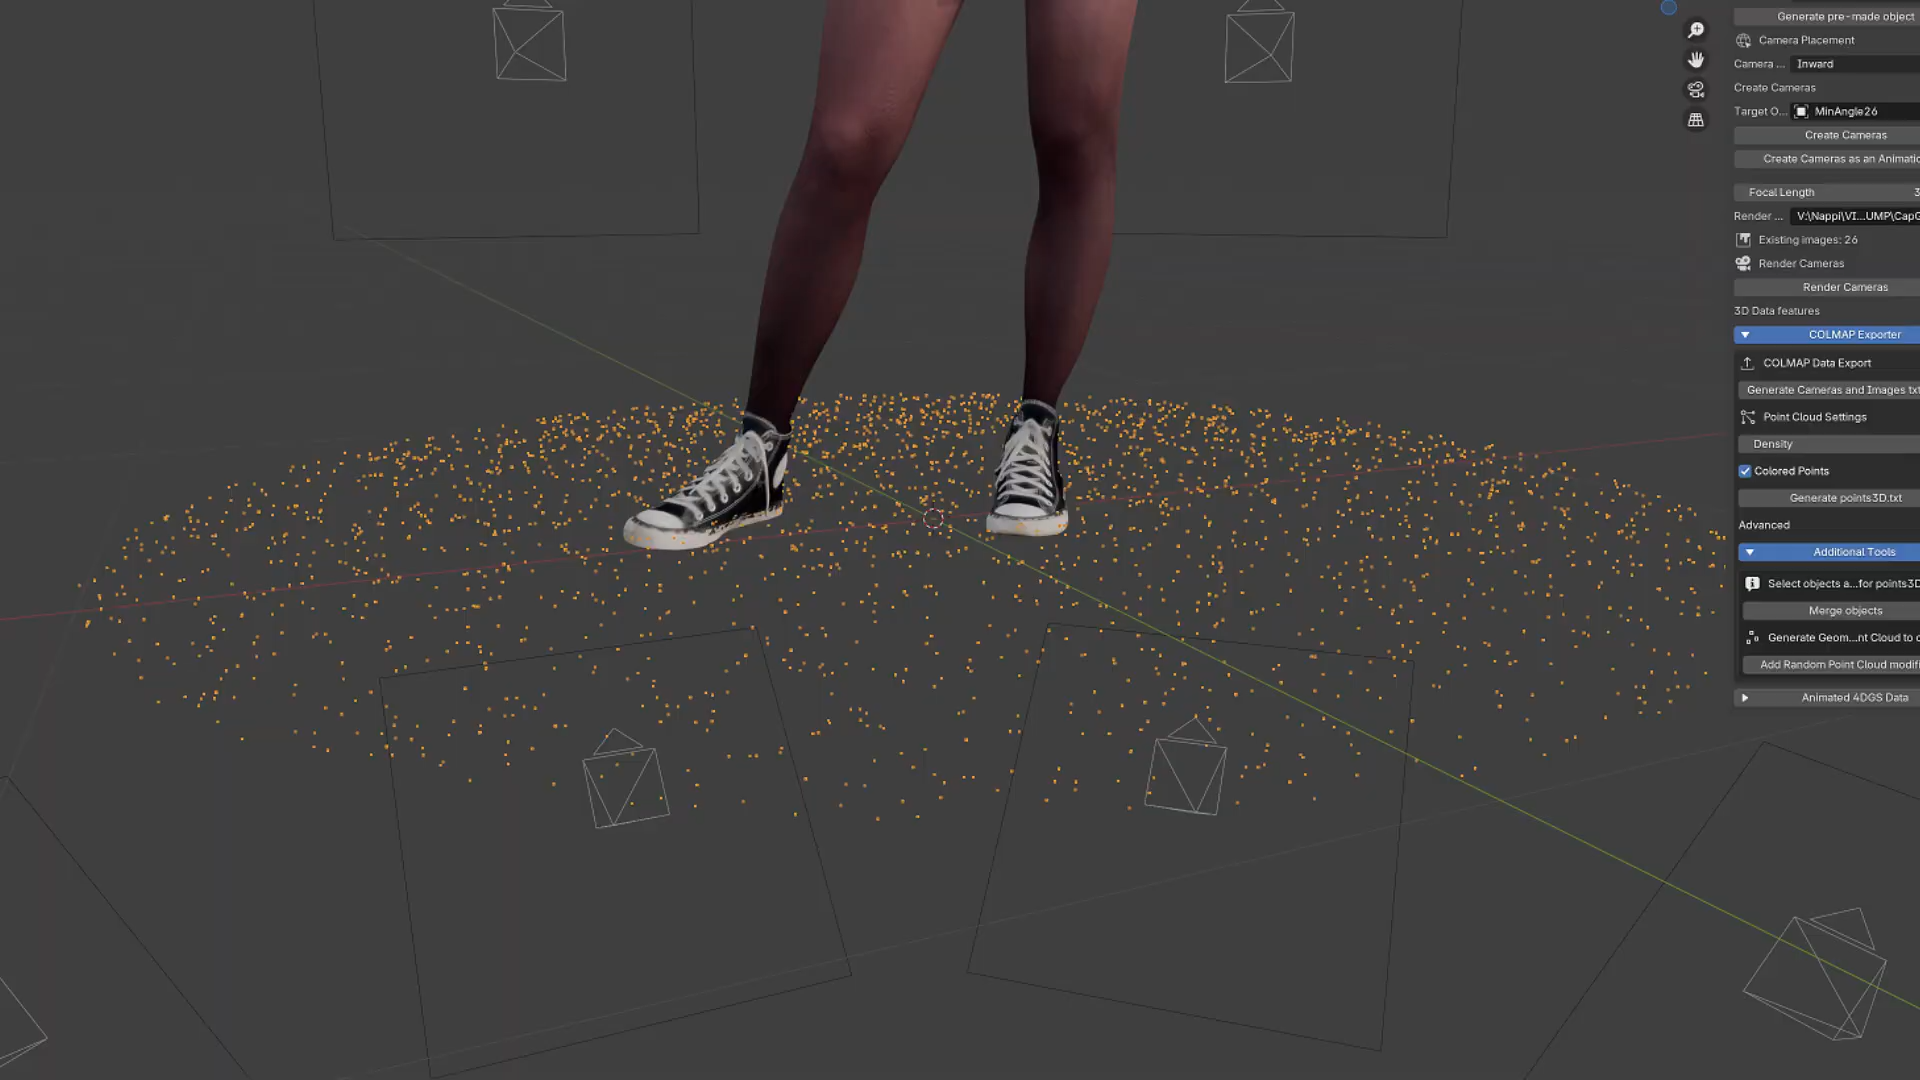 Generate pre-made object
Camera Placement
Camera ... Inward
Create Cameras
Target O... MinAngle26
Create Cameras
Create Cameras as an Animatic
Focal Length 3
Render ... V:\Nappi\VI...UMP\CapG
Existing images: 26
Render Cameras
Render Cameras
3D Data features
COLMAP Exporter
COLMAP Data Export
Generate Cameras and Images txt
Point Cloud Settings
Density
Colored Points
Generate points3D.txt
Advanced
Additional Tools
Select objects a...for points3D
Merge objects
Generate Geom...nt Cloud to o
Add Random Point Cloud modifi
Animated 4DGS Data